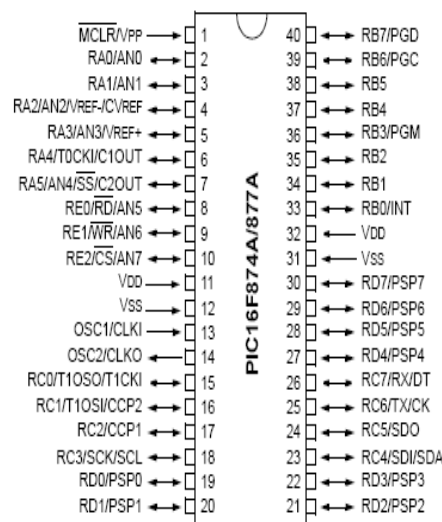 MCLR/VPP 1 40 RB7/PGD
RA0/AN0 2 39 RB6/PGC
RA1/AN1 3 38 RB5
RA2/AN2/VREF-/CVREF 4 37 RB4
RA3/AN3/VREF+ 5 36 RB3/PGM
RA4/T0CKI/C1OUT 6 35 RB2
RA5/AN4/SS/C2OUT 7 34 RB1
RE0/RD/AN5 8 33 RB0/INT
RE1/WR/AN6 9 32 VDD
RE2/CS/AN7 10 31 VSS
VDD 11 30 RD7/PSP7
VSS 12 29 RD6/PSP6
OSC1/CLKI 13 28 RD5/PSP5
OSC2/CLKO 14 27 RD4/PSP4
RC0/T1OSO/T1CKI 15 26 RC7/RX/DT
RC1/T1OSI/CCP2 16 25 RC6/TX/CK
RC2/CCP1 17 24 RC5/SDO
RC3/SCK/SCL 18 23 RC4/SDI/SDA
RD0/PSP0 19 22 RD3/PSP3
RD1/PSP1 20 21 RD2/PSP2
PIC16F874A/877A